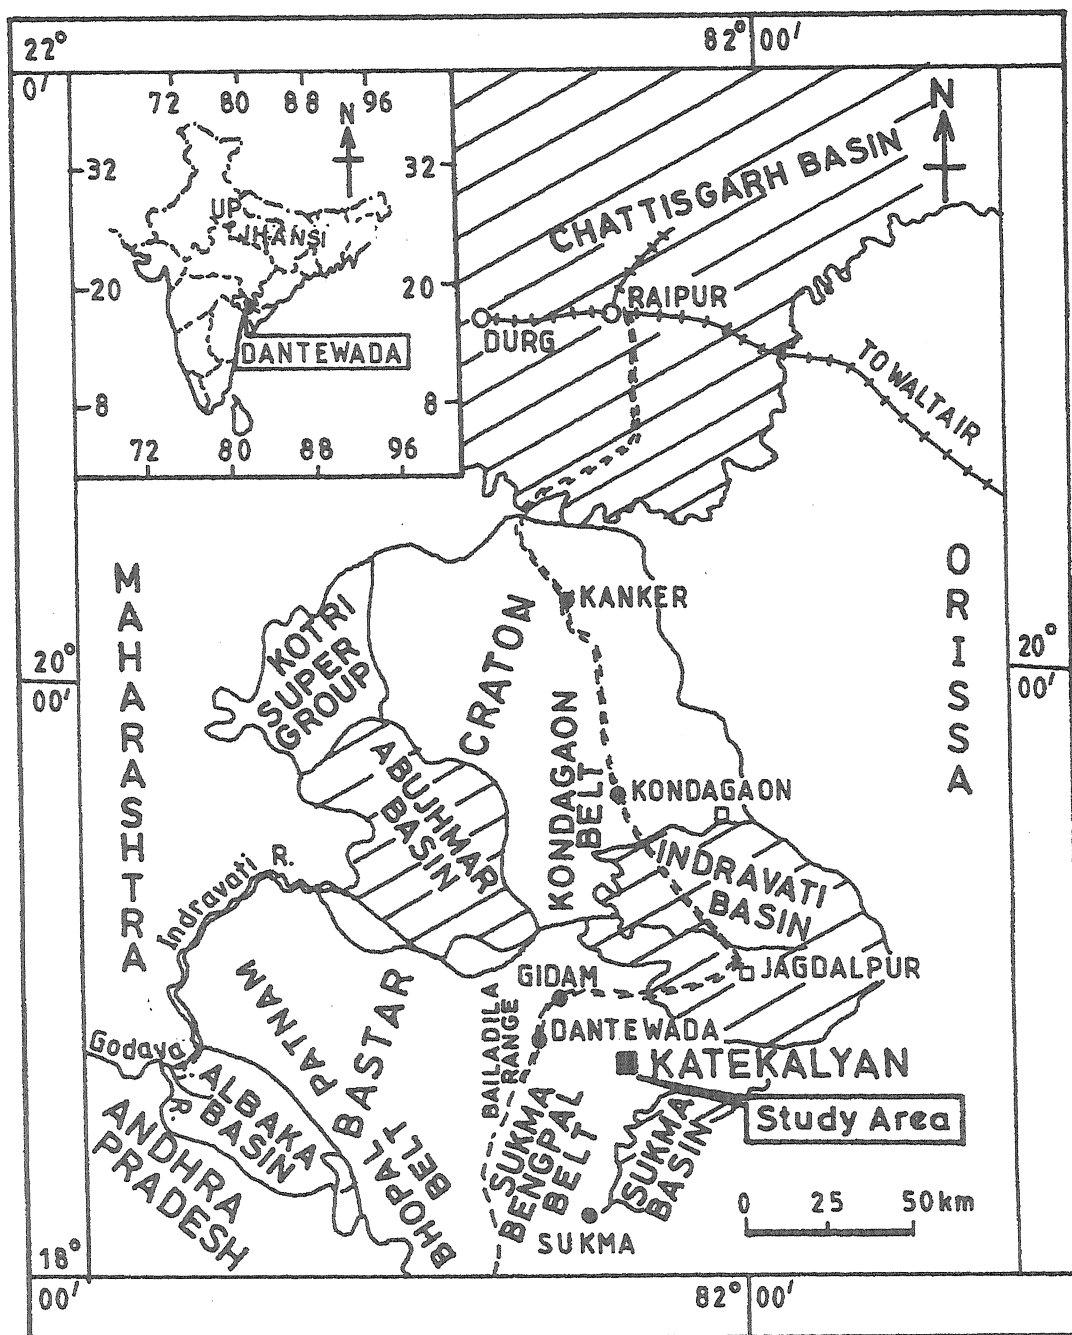 22°
82° 00'
0'
72 80 88 96
N
32
32
UP
JHANSI
20
20
DANTEWADA
8
8
72 80 88 96
N
CHATTISGARH BASIN
RAIPUR
DURG
TO WALTAIR
MAHARASHTRA
ORISSA
KANKER
KOTRI
SUPER
GROUP
CRATON
20°
00'
20°
00'
ABUJHMAR
BASIN
KONDAGAON
BELT
KONDAGAON
INDRAVATI
BASIN
Indravati R.
JAGDALPUR
GIDAM
DANTEWADA
BAILADILA
RANGE
PATNAM
BASTAR
KATEKALYAN
Study Area
Godava
R.
ALBAKA
BASIN
ANDHRA
PRADESH
BHOPAL
BELT
SUKMA
BENGPAL
BELT
SUKMA
BASIN
SUKMA
0 25 50km
18°
00'
82° 00'